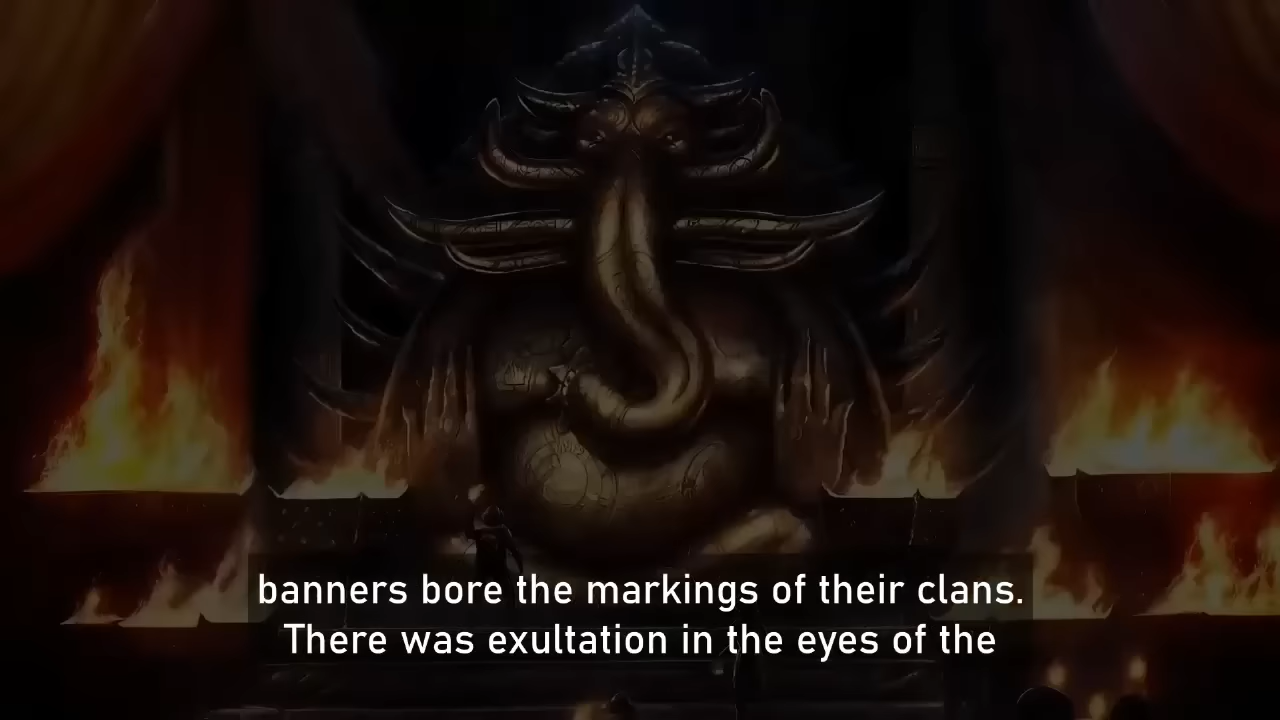 banners bore the markings of their clans.
There was exultation in the eyes of the